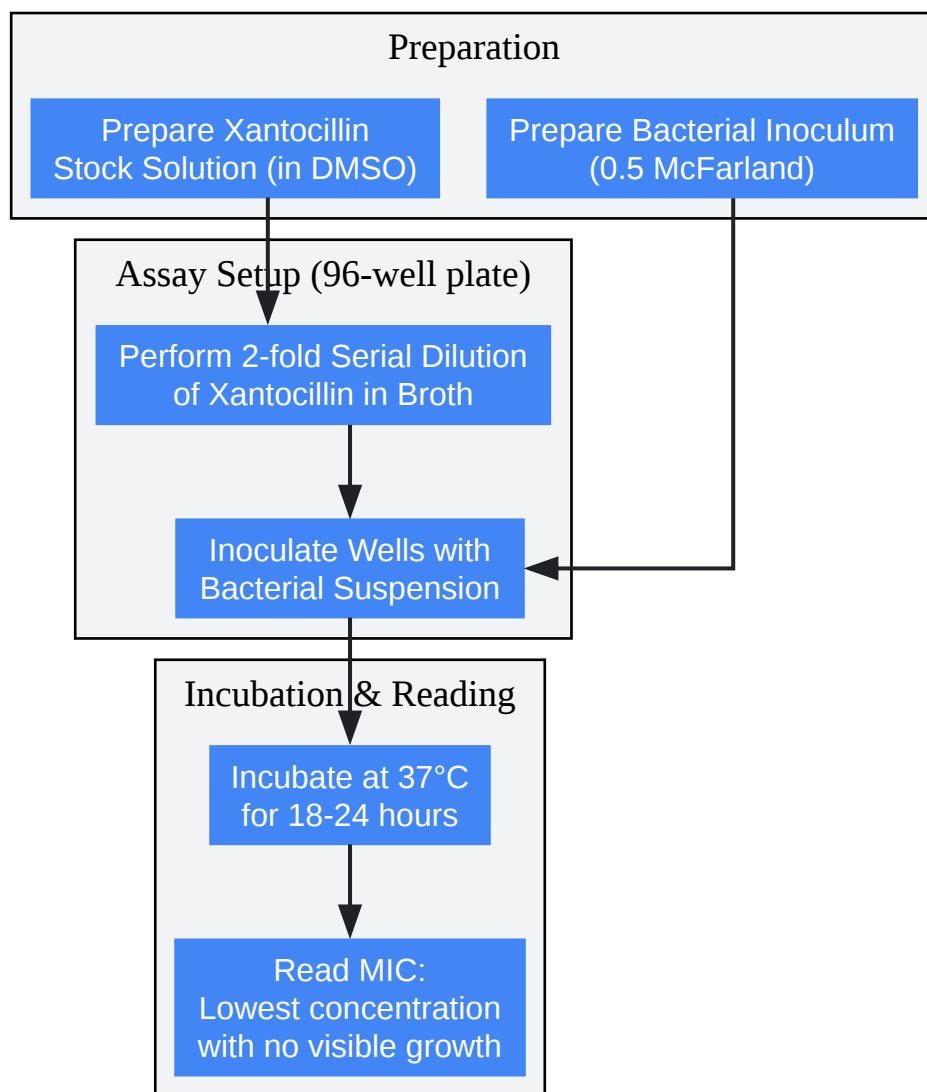 Preparation
Prepare Xantocillin
Stock Solution (in DMSO)
Prepare Bacterial Inoculum
(0.5 McFarland)
Assay Setup (96-well plate)
Perform 2-fold Serial Dilution
of Xantocillin in Broth
Inoculate Wells with
Bacterial Suspension
Incubation & Reading
Incubate at 37°C
for 18-24 hours
Read MIC:
Lowest concentration
with no visible growth